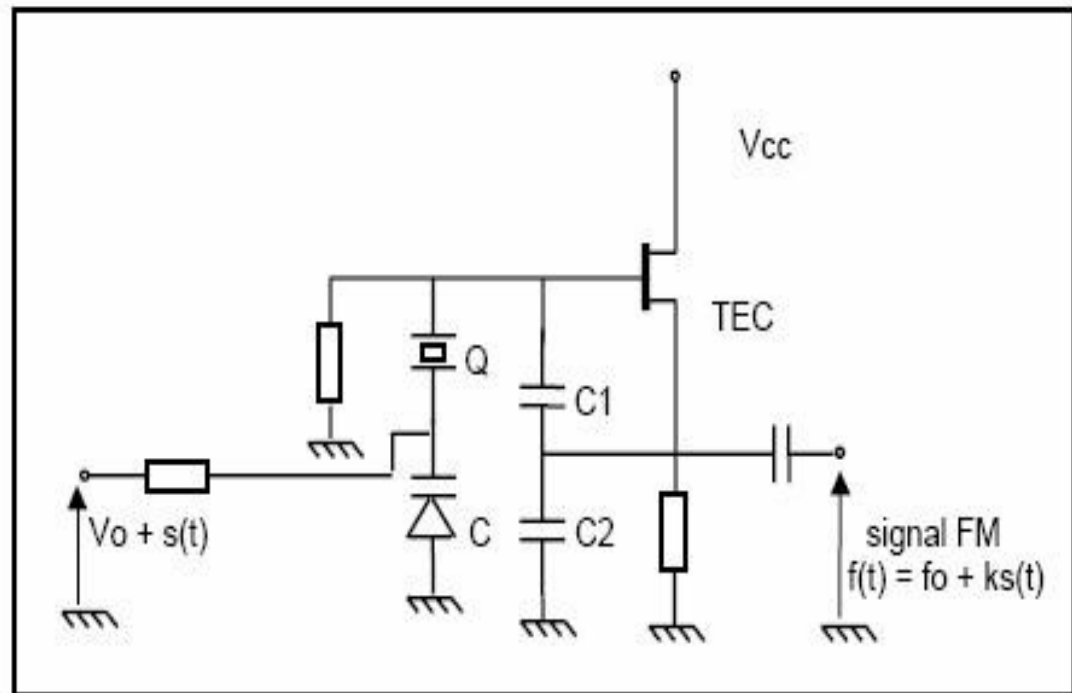 Vcc
TEC
Q
C1
Vo + s(t)
C
C2
signal FM
f(t) = fo + ks(t)